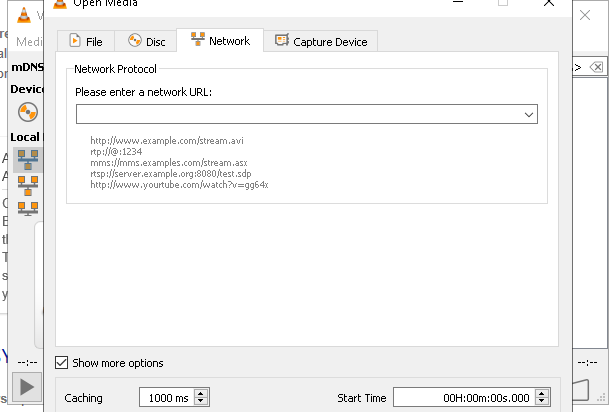 Open Media
File
Disc
Network
Capture Device
Medi
mDNS
Device
Local
Network Protocol
Please enter a network URL:
http://www.example.com/stream.avi
rtp://@:1234
mms://mms.examples.com/stream.asx
rtsp://server.example.org:8080/test.sdp
http://www.yourtube.com/watch?v=gg64x
--:--
Show more options
--:--
Caching
1000 ms
Start Time
00H:00m:00s.000